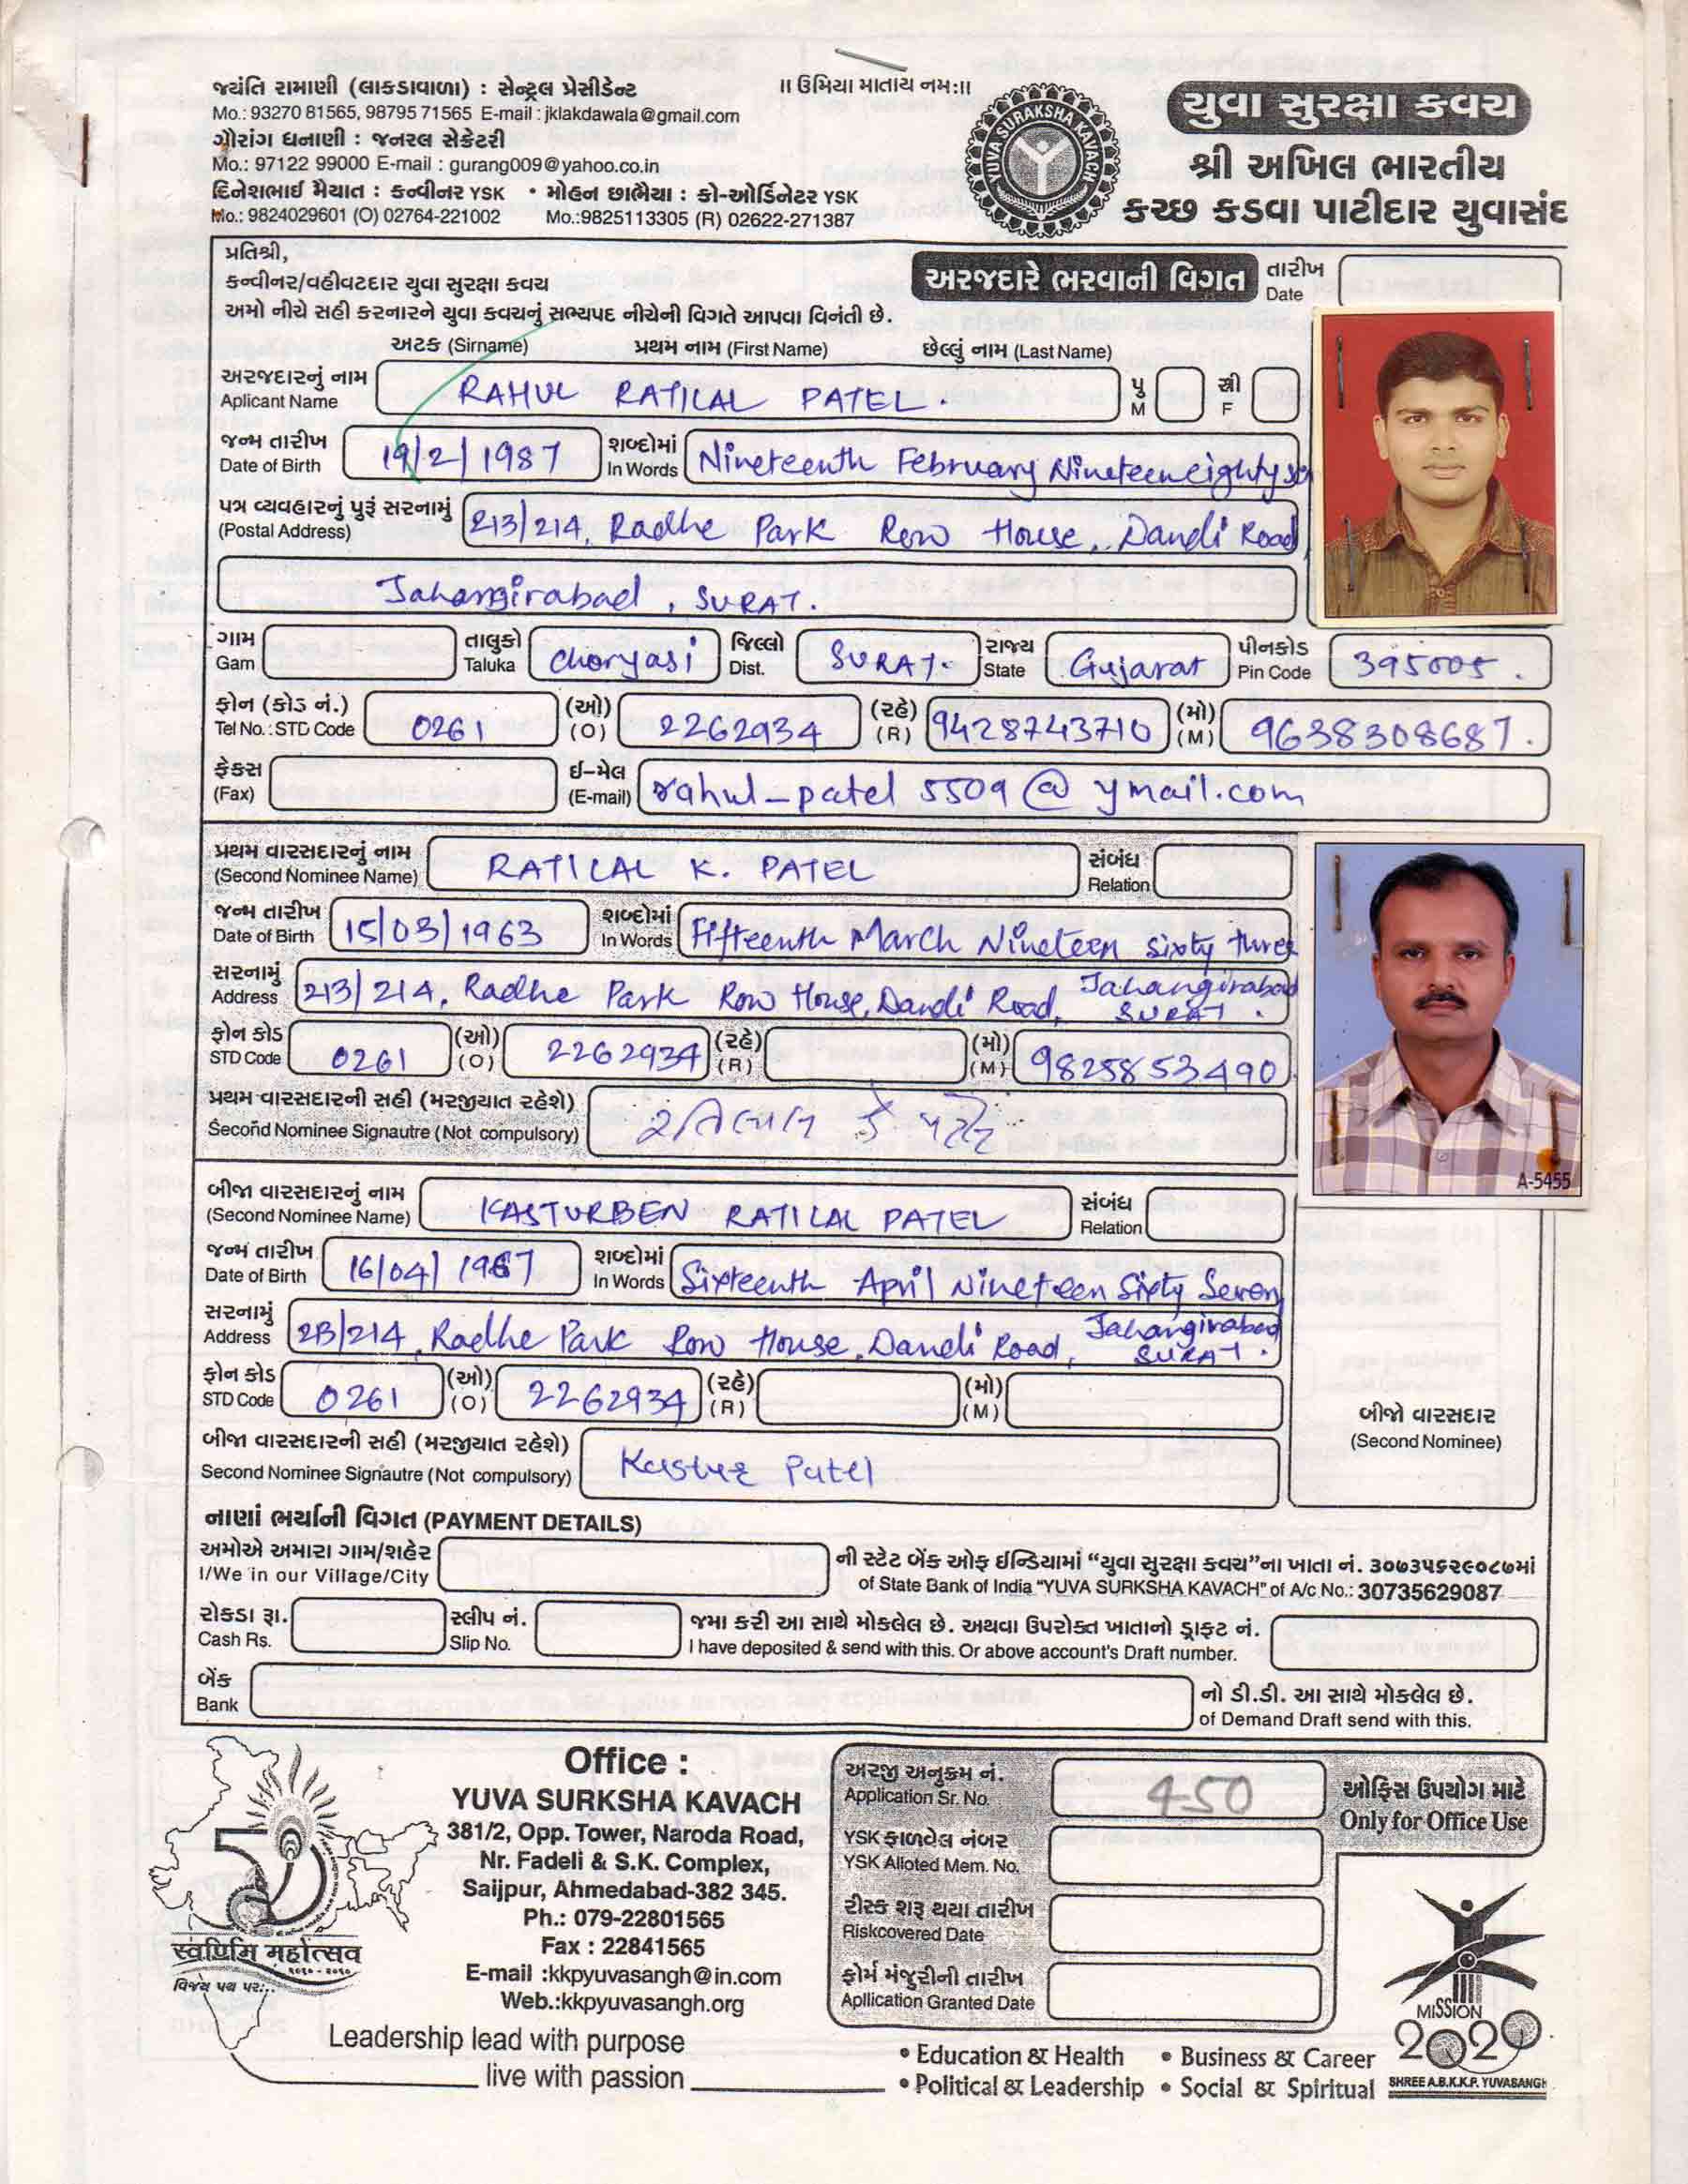 જયંતિ રામાણી (લાકડાવાળા) : સેન્ટ્રલ પ્રેસીડેન્ટ
Mo.: 93270 81565, 98795 71565 E-mail : jklakdawala@gmail.com
ગૌરાંગ ધનાણી : જનરલ સેક્રેટરી
Mo.: 97122 99000 E-mail : gurang009@yahoo.co.in
દિનેશભાઈ મૈયાત : કન્વીનર YSK • મોહન છાભૈયા : કો-ઓર્ડિનેટર YSK
Mo.: 9824029601 (O) 02764-221002 Mo.:9825113305 (R) 02622-271387
॥ ઉમિયા માતાય નમ:॥
YUVA SURAKSHA KAVACH
યુવા સુરક્ષા કવચ
શ્રી અખિલ ભારતીય
કચ્છ કડવા પાટીદાર યુવાસંઘ
પ્રતિશ્રી,
કન્વીનર/વહીવટદાર યુવા સુરક્ષા કવચ
અરજદારે ભરવાની વિગત તારીખ Date
અમો નીચે સહી કરનારને યુવા કવચનું સભ્યપદ નીચેની વિગતે આપવા વિનંતી છે.
અટક (Sirname) પ્રથમ નામ (First Name) છેલ્લું નામ (Last Name)
અરજદારનું નામ Aplicant Name RAHUL RATILAL PATEL. પુ M સ્ત્રી F
જન્મ તારીખ Date of Birth 19/2/1987 શબ્દોમાં In Words Nineteenth February Nineteen eighty
પત્ર વ્યવહારનું પુરૂં સરનામું (Postal Address) 213/214, Radhe Park Row House, Dandi Road,
Jahangirabad, SURAT.
ગામ Gam તાલુકો Taluka Choryasi જિલ્લો Dist. SURAT. રાજ્ય State Gujarat પીનકોડ Pin Code 395005.
ફોન (કોડ નં.) Tel No. : STD Code 0261 (ઓ) (O) 2262934 (રહે) (R) 9428743710 (મો) (M) 9638308687.
ફેક્સ (Fax) ઈ-મેલ (E-mail) rahul_patel5509@ymail.com
પ્રથમ વારસદારનું નામ (Second Nominee Name) RATILAL K. PATEL સંબંધ Relation
જન્મ તારીખ Date of Birth 15/03/1963 શબ્દોમાં In Words Fifteenth March Nineteen Sixty three
સરનામું Address 213/214, Radhe Park Row House, Dandi Road, Jahangirabad SURAT.
ફોન કોડ STD Code 0261 (ઓ) (O) 2262934 (રહે) (R) (મો) (M) 9825853490
પ્રથમ વારસદારની સહી (મરજીયાત રહેશે)
Second Nominee Signautre (Not compulsory) રતિલાલ કે પટેલ
A-5455
બીજા વારસદારનું નામ (Second Nominee Name) KASTURBEN RATILAL PATEL સંબંધ Relation
જન્મ તારીખ Date of Birth 16/04/1967 શબ્દોમાં In Words Sixteenth April Nineteen Sixty Seven
સરનામું Address 213/214, Radhe Park Row House, Dandi Road, Jahangirabad SURAT.
ફોન કોડ STD Code 0261 (ઓ) (O) 2262934 (રહે) (R) (મો) (M)
બીજો વારસદાર
(Second Nominee)
બીજા વારસદારની સહી (મરજીયાત રહેશે)
Second Nominee Signautre (Not compulsory) Patel
નાણાં ભર્યાની વિગત (PAYMENT DETAILS)
અમોએ અમારા ગામ/શહેર ની સ્ટેટ બેંક ઓફ ઈન્ડિયામાં “યુવા સુરક્ષા કવચ”ના ખાતા નં. ૩૦૭૩૫૬૨૯૦૮૭માં
I/We in our Village/City of State Bank of India "YUVA SURKSHA KAVACH" of A/c No.: 30735629087
રોકડા રૂા. સ્લીપ નં. જમા કરી આ સાથે મોકલેલ છે. અથવા ઉપરોક્ત ખાતાનો ડ્રાફ્ટ નં.
Cash Rs. Slip No. I have deposited & send with this. Or above account's Draft number.
બેંક નો ડી.ડી. આ સાથે મોકલેલ છે.
Bank of Demand Draft send with this.
50
स्वर्णिम महोत्सव
૨૦૧૦ - ૨૦૨૦
વિજય પથ પર...
Office :
YUVA SURKSHA KAVACH
381/2, Opp. Tower, Naroda Road,
Nr. Fadeli & S.K. Complex,
Saijpur, Ahmedabad-382 345.
Ph.: 079-22801565
Fax : 22841565
E-mail :kkpyuvasangh@in.com
Web.:kkpyuvasangh.org
Leadership lead with purpose
live with passion
અરજી અનુક્રમ નં. Application Sr. No. 450
ઓફિસ ઉપયોગ માટે
Only for Office Use
YSK ફાળવેલ નંબર
YSK Alloted Mem. No.
રીસ્ક શરૂ થયા તારીખ
Riskcovered Date
ફોર્મ મંજુરીની તારીખ
Apllication Granted Date
• Education & Health • Business & Career
• Political & Leadership • Social & Spiritual
MISSION
2020
SHREE A.B.K.K.P. YUVASANGH